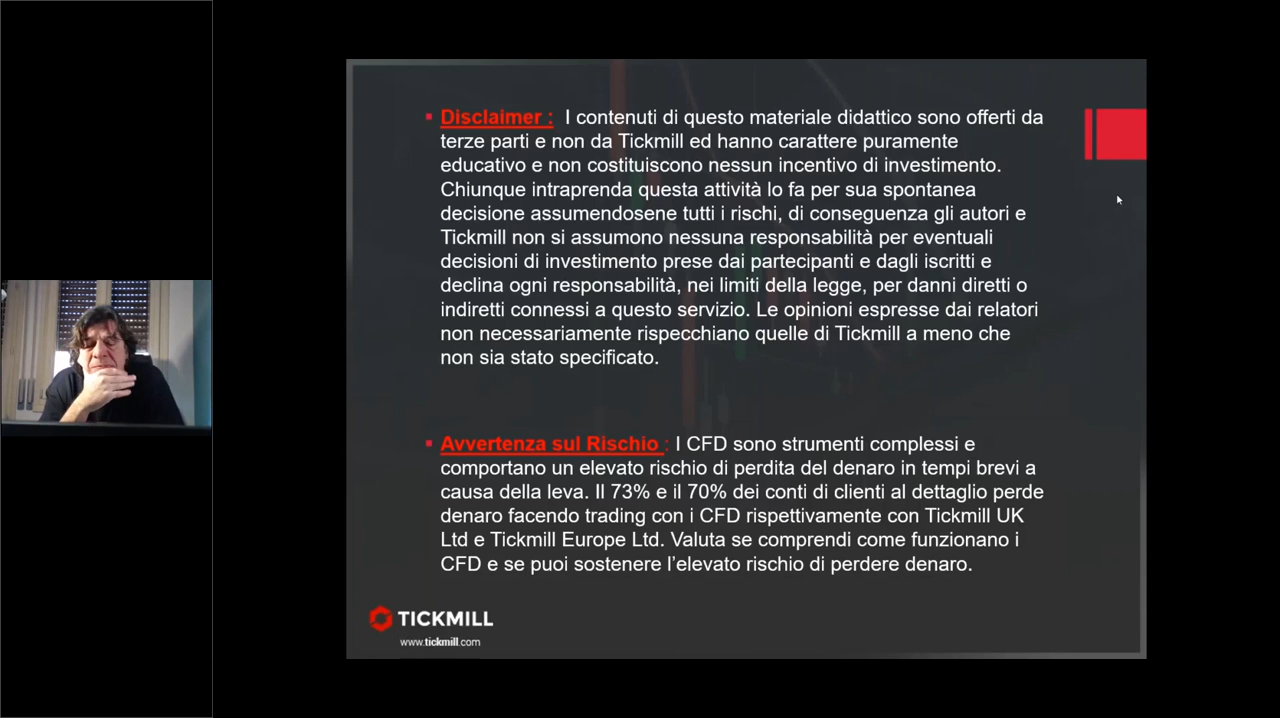 Disclaimer : I contenuti di questo materiale didattico sono offerti da
terze parti e non da Tickmill ed hanno carattere puramente
educativo e non costituiscono nessun incentivo di investimento.
Chiunque intraprenda questa attività lo fa per sua spontanea
decisione assumendosene tutti i rischi, di conseguenza gli autori e
Tickmill non si assumono nessuna responsabilità per eventuali
decisioni di investimento prese dai partecipanti e dagli iscritti e
declina ogni responsabilità, nei limiti della legge, per danni diretti o
indiretti connessi a questo servizio. Le opinioni espresse dai relatori
non necessariamente rispecchiano quelle di Tickmill a meno che
non sia stato specificato.
Avvertenza sul Rischio : I CFD sono strumenti complessi e
comportano un elevato rischio di perdita del denaro in tempi brevi a
causa della leva. Il 73% e il 70% dei conti di clienti al dettaglio perde
denaro facendo trading con i CFD rispettivamente con Tickmill UK
Ltd e Tickmill Europe Ltd. Valuta se comprendi come funzionano i
CFD e se puoi sostenere l’elevato rischio di perdere denaro.
TICKMILL
www.tickmill.com